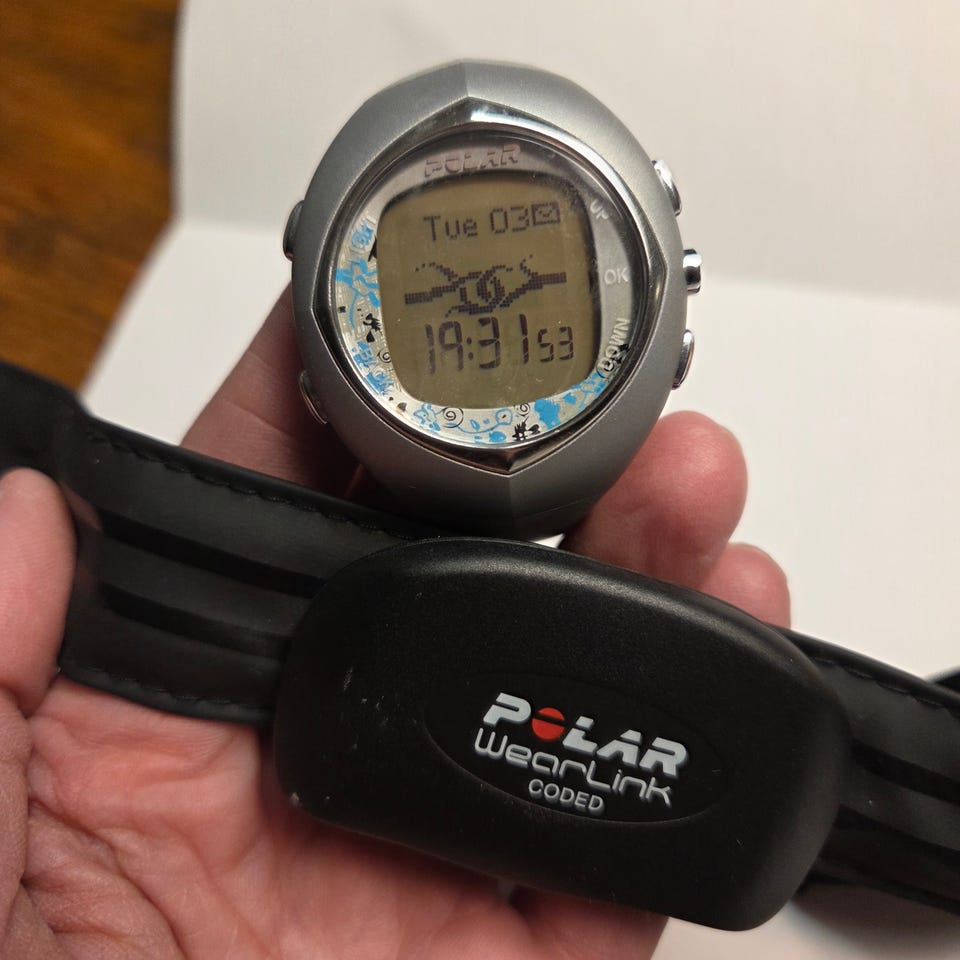 POLAR
UP
Tue 03
OK
19:31 53
DOWN
POLAR
WearLink
CODED